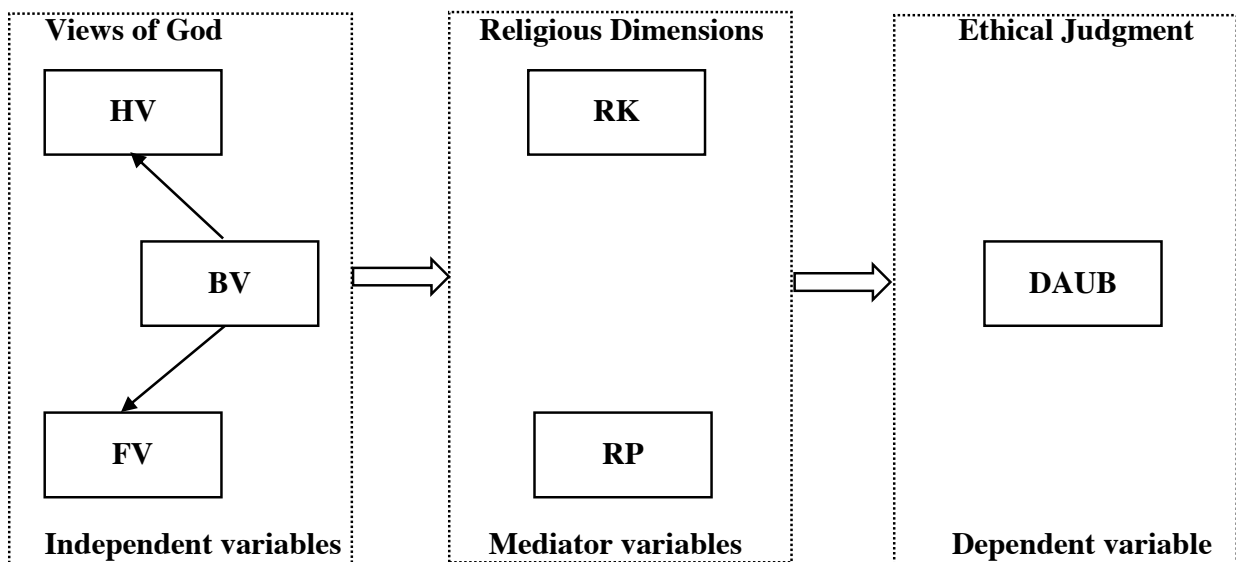 Views of God
HV
BV
FV
Independent variables
Religious Dimensions
RK
RP
Mediator variables
Ethical Judgment
DAUB
Dependent variable